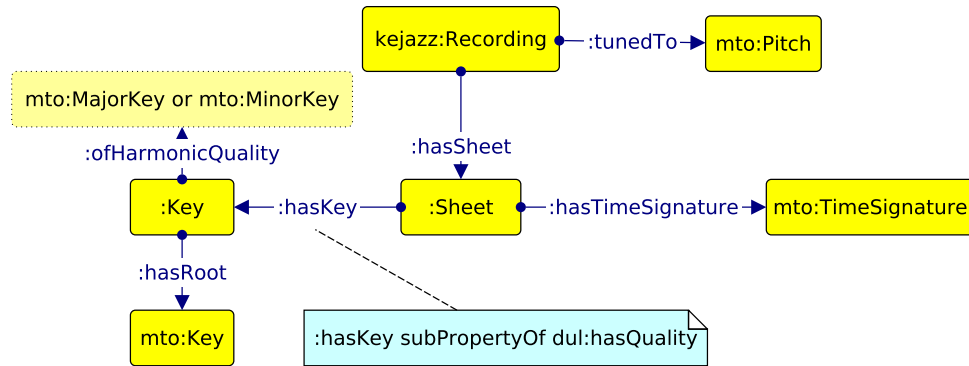 kejazz:Recording
:tunedTo
mto:Pitch
mto:MajorKey or mto:MinorKey
:ofHarmonicQuality
:hasSheet
:Key
:hasKey
:Sheet
:hasTimeSignature
mto:TimeSignature
:hasRoot
mto:Key
:hasKey subPropertyOf dul:hasQuality